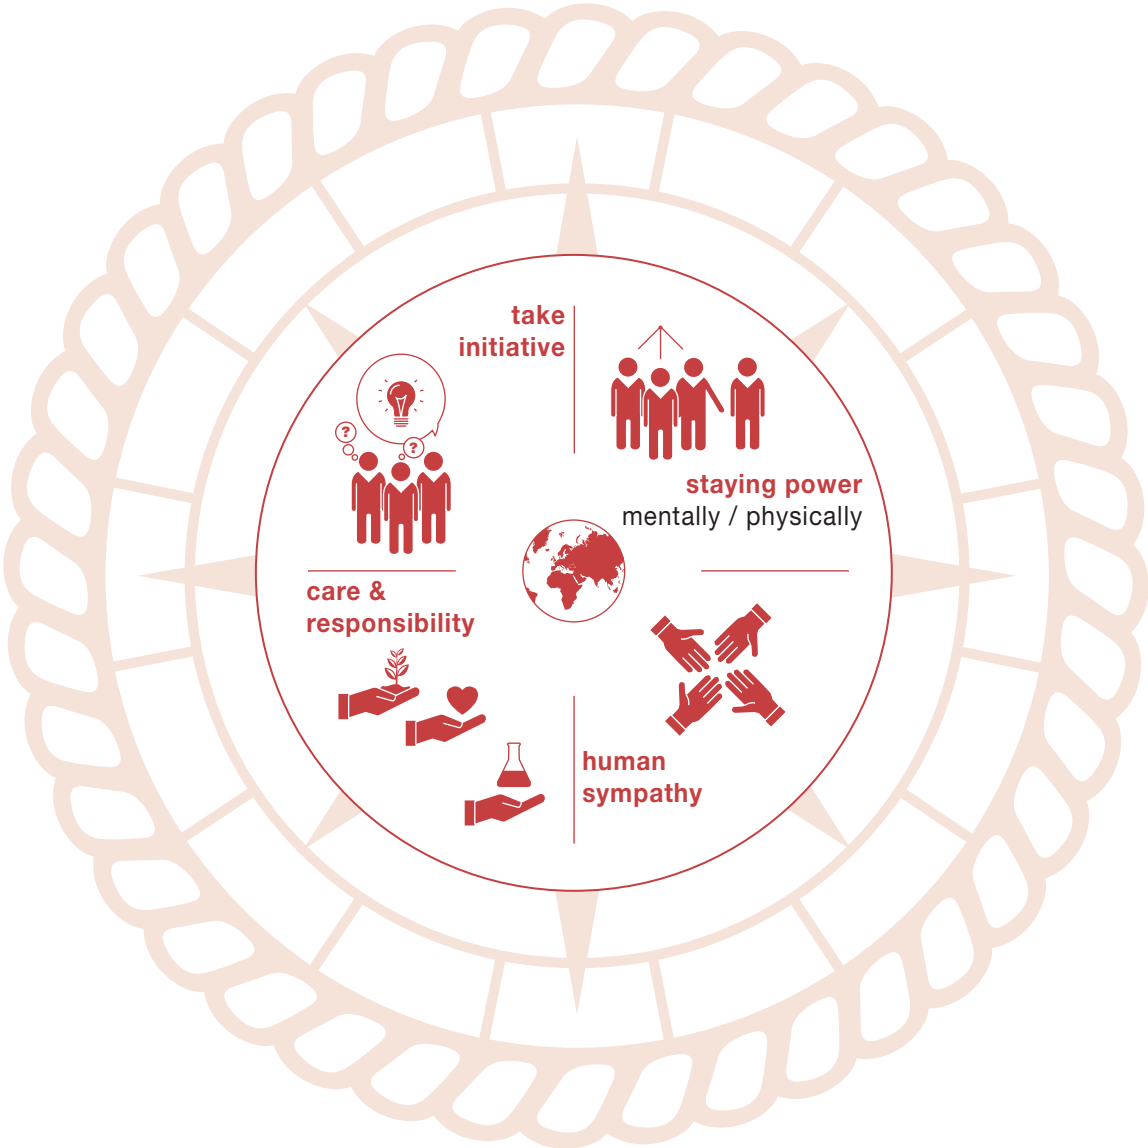 take
initiative
?
?
staying power
mentally / physically
care &
responsibility
human
sympathy